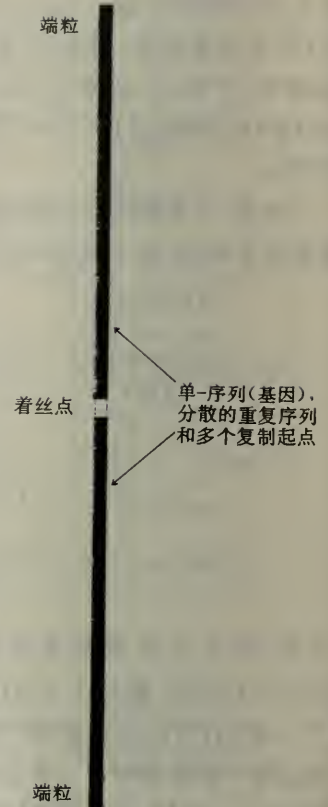 端粒
着丝点
单-序列(基因),
分散的重复序列
和多个复制起点
端粒